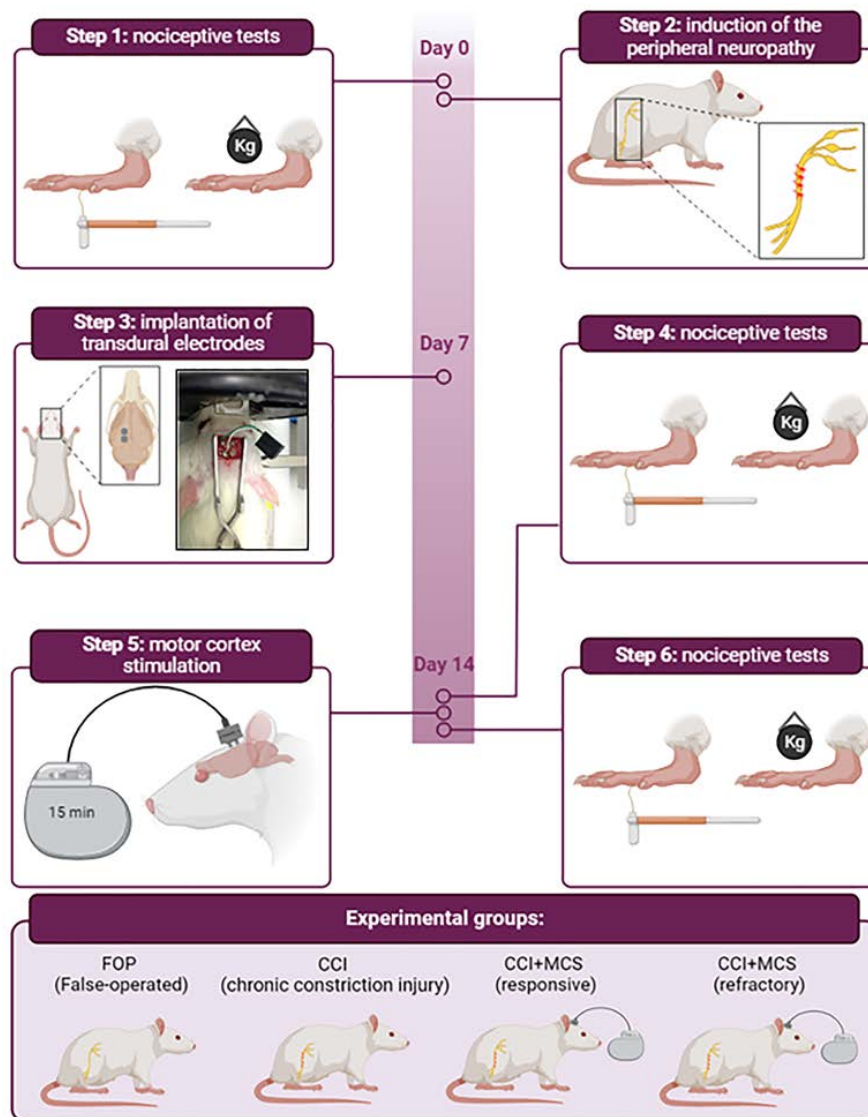 Step 1: nociceptive tests
Kg
Day 0
Step 2: induction of the
peripheral neuropathy
Step 3: implantation of
transdural electrodes
Day 7
Step 4: nociceptive tests
Kg
Step 5: motor cortex
stimulation
15 min
Day 14
Step 6: nociceptive tests
Kg
Experimental groups:
FOP
(False-operated)
CCI
(chronic constriction injury)
CCI+MCS
(responsive)
CCI+MCS
(refractory)